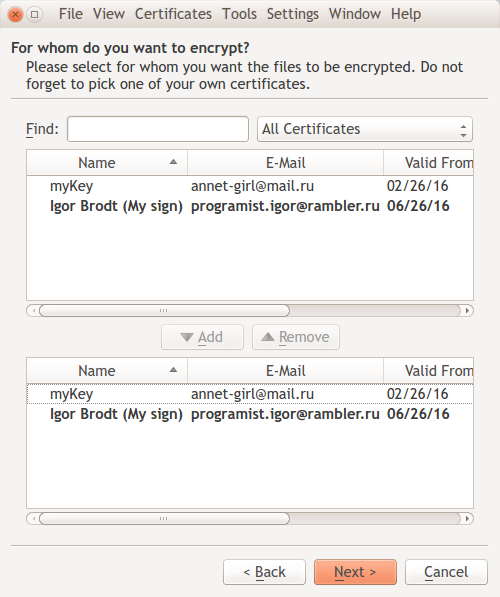 File View Certificates Tools Settings Window Help
For whom do you want to encrypt?
Please select for whom you want the files to be encrypted. Do not
forget to pick one of your own certificates.
Find: All Certificates
Name E-Mail Valid From
myKey annet-girl@mail.ru 02/26/16
Igor Brodt (My sign) programist.igor@rambler.ru 06/26/16
Add Remove
Name E-Mail Valid From
myKey annet-girl@mail.ru 02/26/16
Igor Brodt (My sign) programist.igor@rambler.ru 06/26/16
< Back Next > Cancel